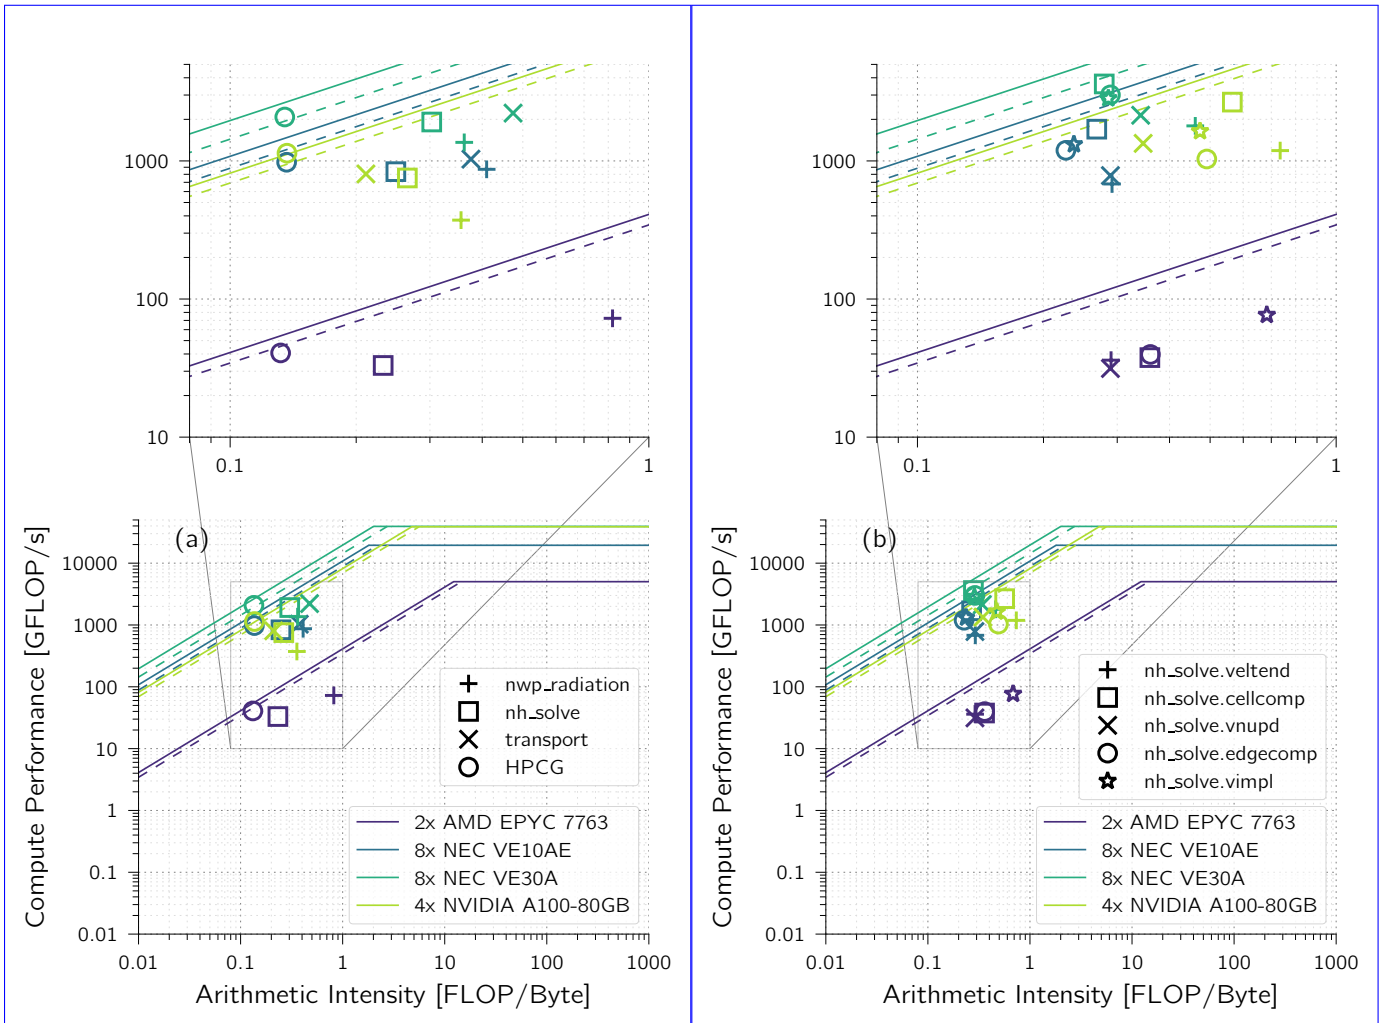 1000
100
10
0.1
1
1000
100
10
0.1
1
(a)
Compute Performance [GFLOP/s]
10000
1000
100
10
1
0.1
0.01
nwp_radiation
nh_solve
transport
HPCG
2x AMD EPYC 7763
8x NEC VE10AE
8x NEC VE30A
4x NVIDIA A100-80GB
0.01
0.1
1
10
100
1000
Arithmetic Intensity [FLOP/Byte]
(b)
Compute Performance [GFLOP/s]
10000
1000
100
10
1
0.1
0.01
nh_solve.veltend
nh_solve.cellcomp
nh_solve.vnupd
nh_solve.edgecomp
nh_solve.vimpl
2x AMD EPYC 7763
8x NEC VE10AE
8x NEC VE30A
4x NVIDIA A100-80GB
0.01
0.1
1
10
100
1000
Arithmetic Intensity [FLOP/Byte]